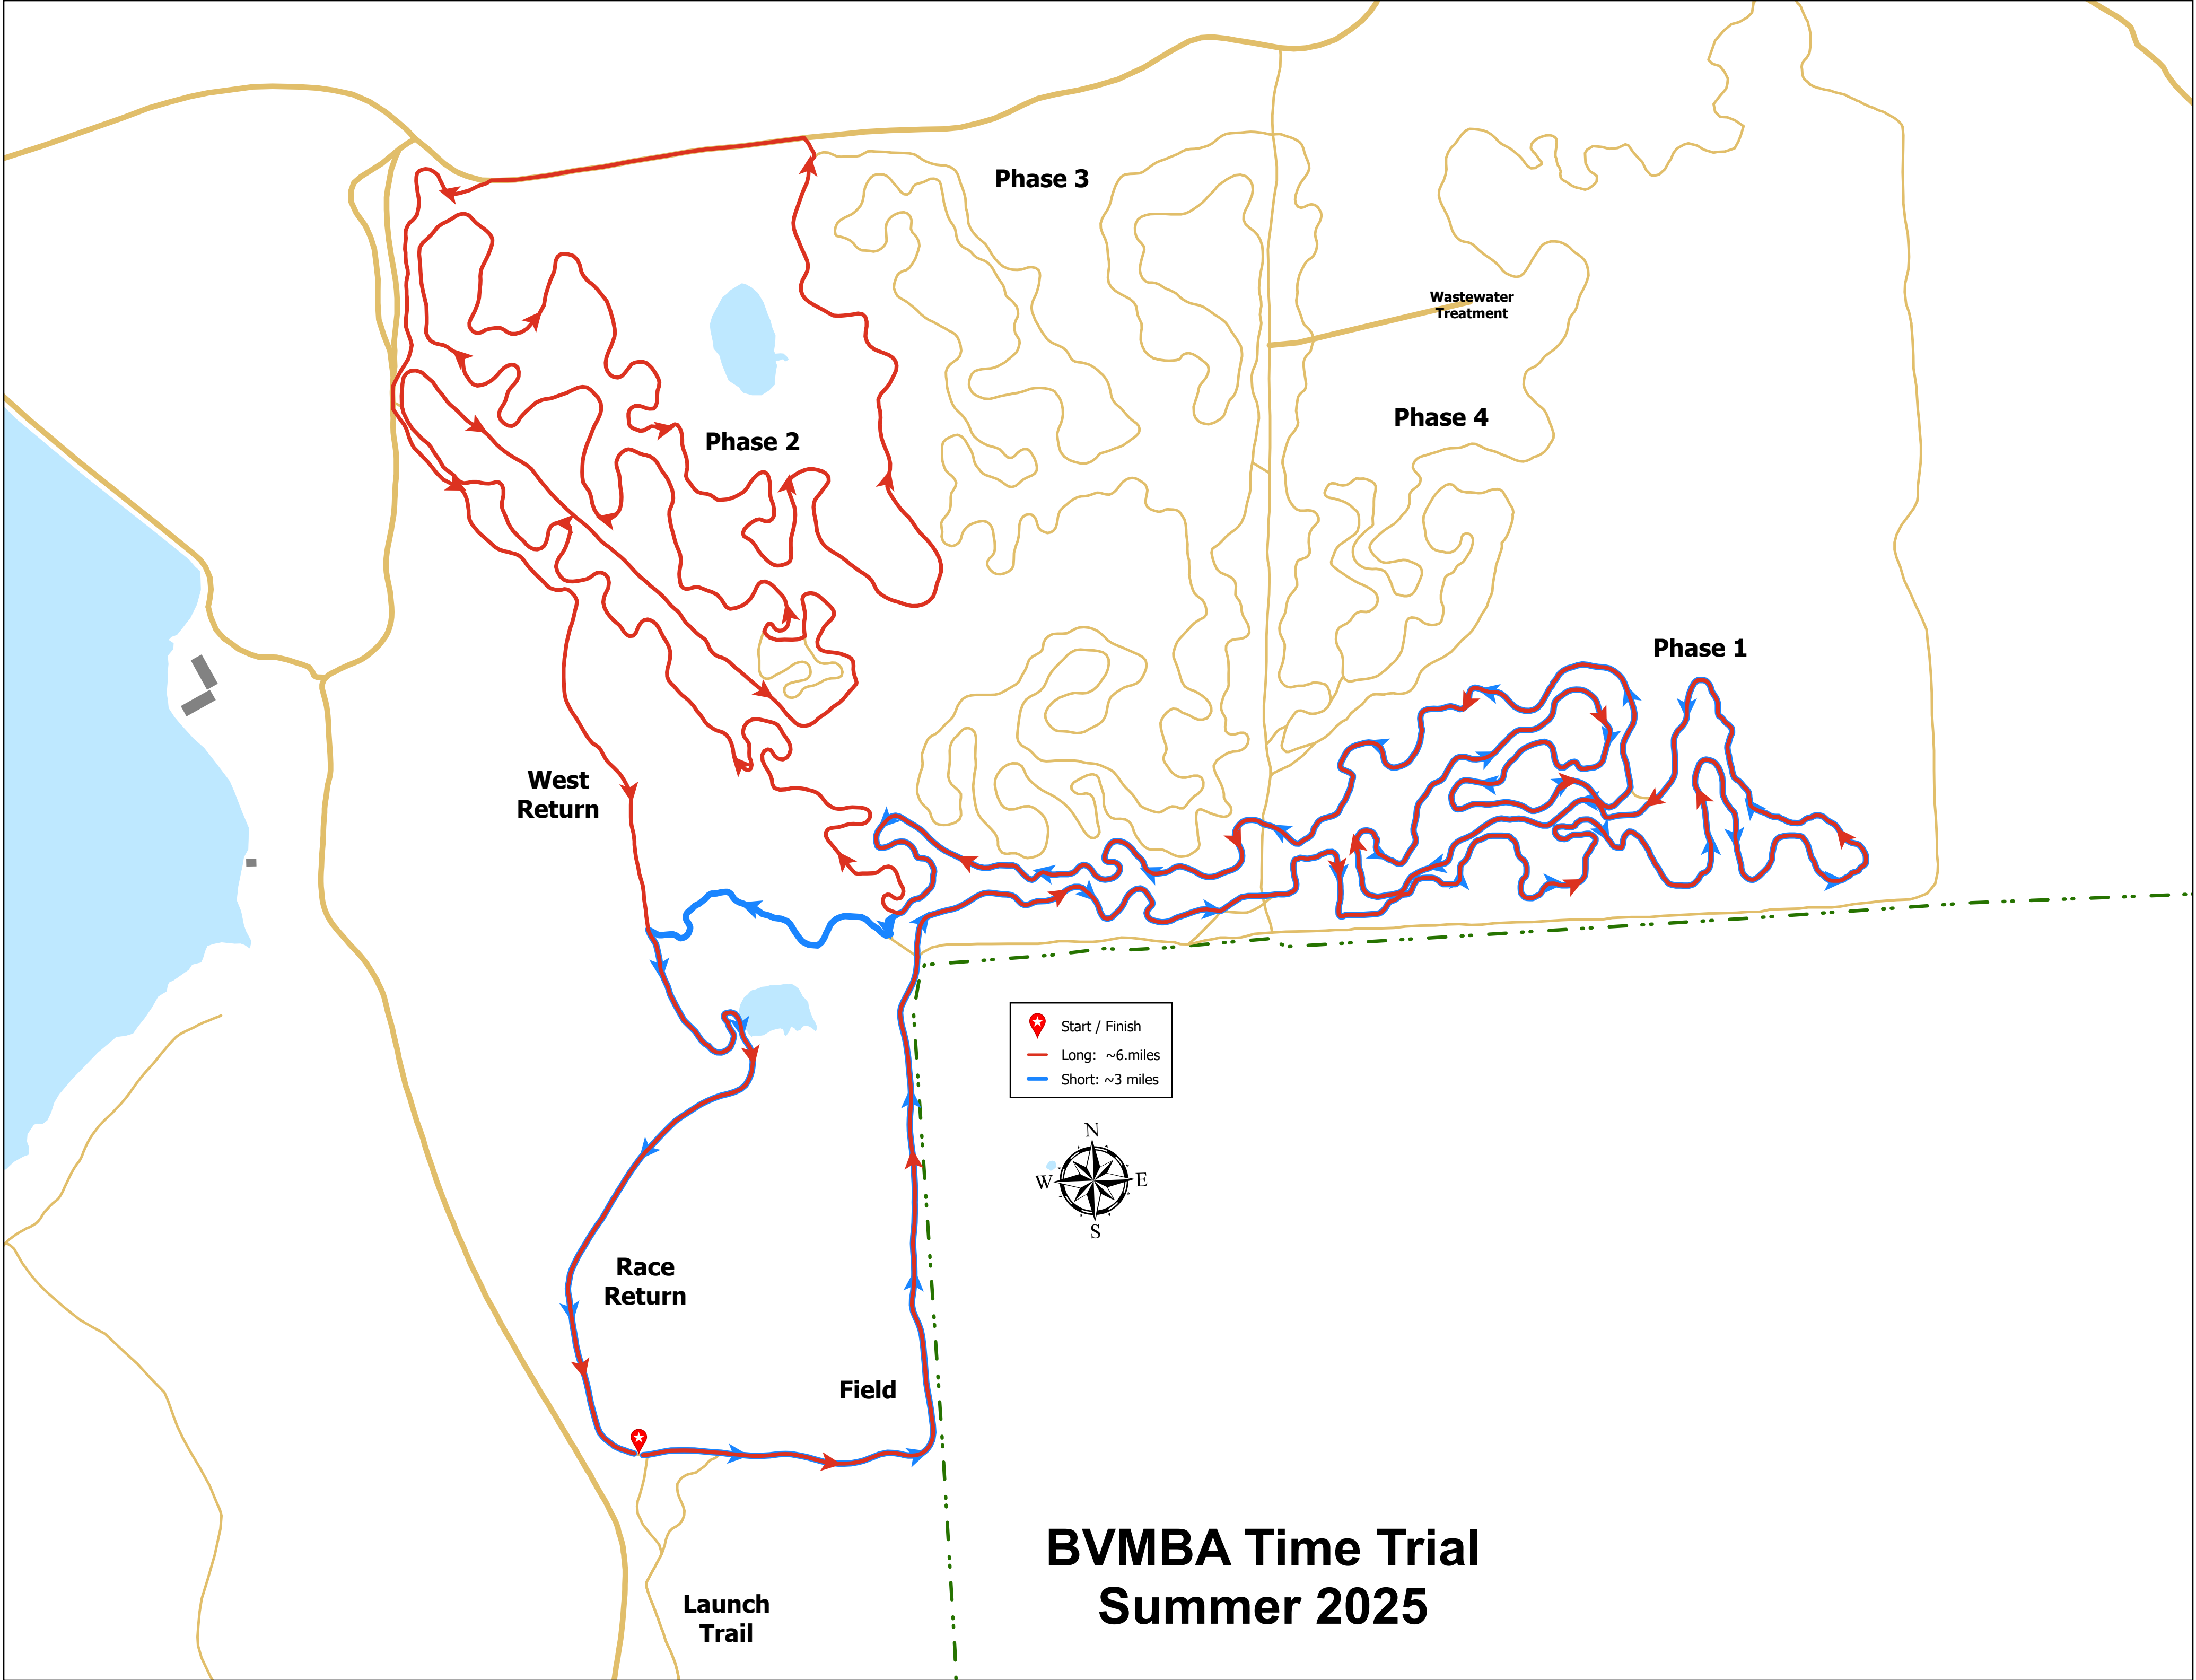 Phase 3
Wastewater
Treatment
Phase 4
Phase 2
Phase 1
West
Return
Start / Finish
Long: ~6.miles
Short: ~3 miles
N
W
E
S
Race
Return
Field
BVMBA Time Trial
Summer 2025
Launch
Trail